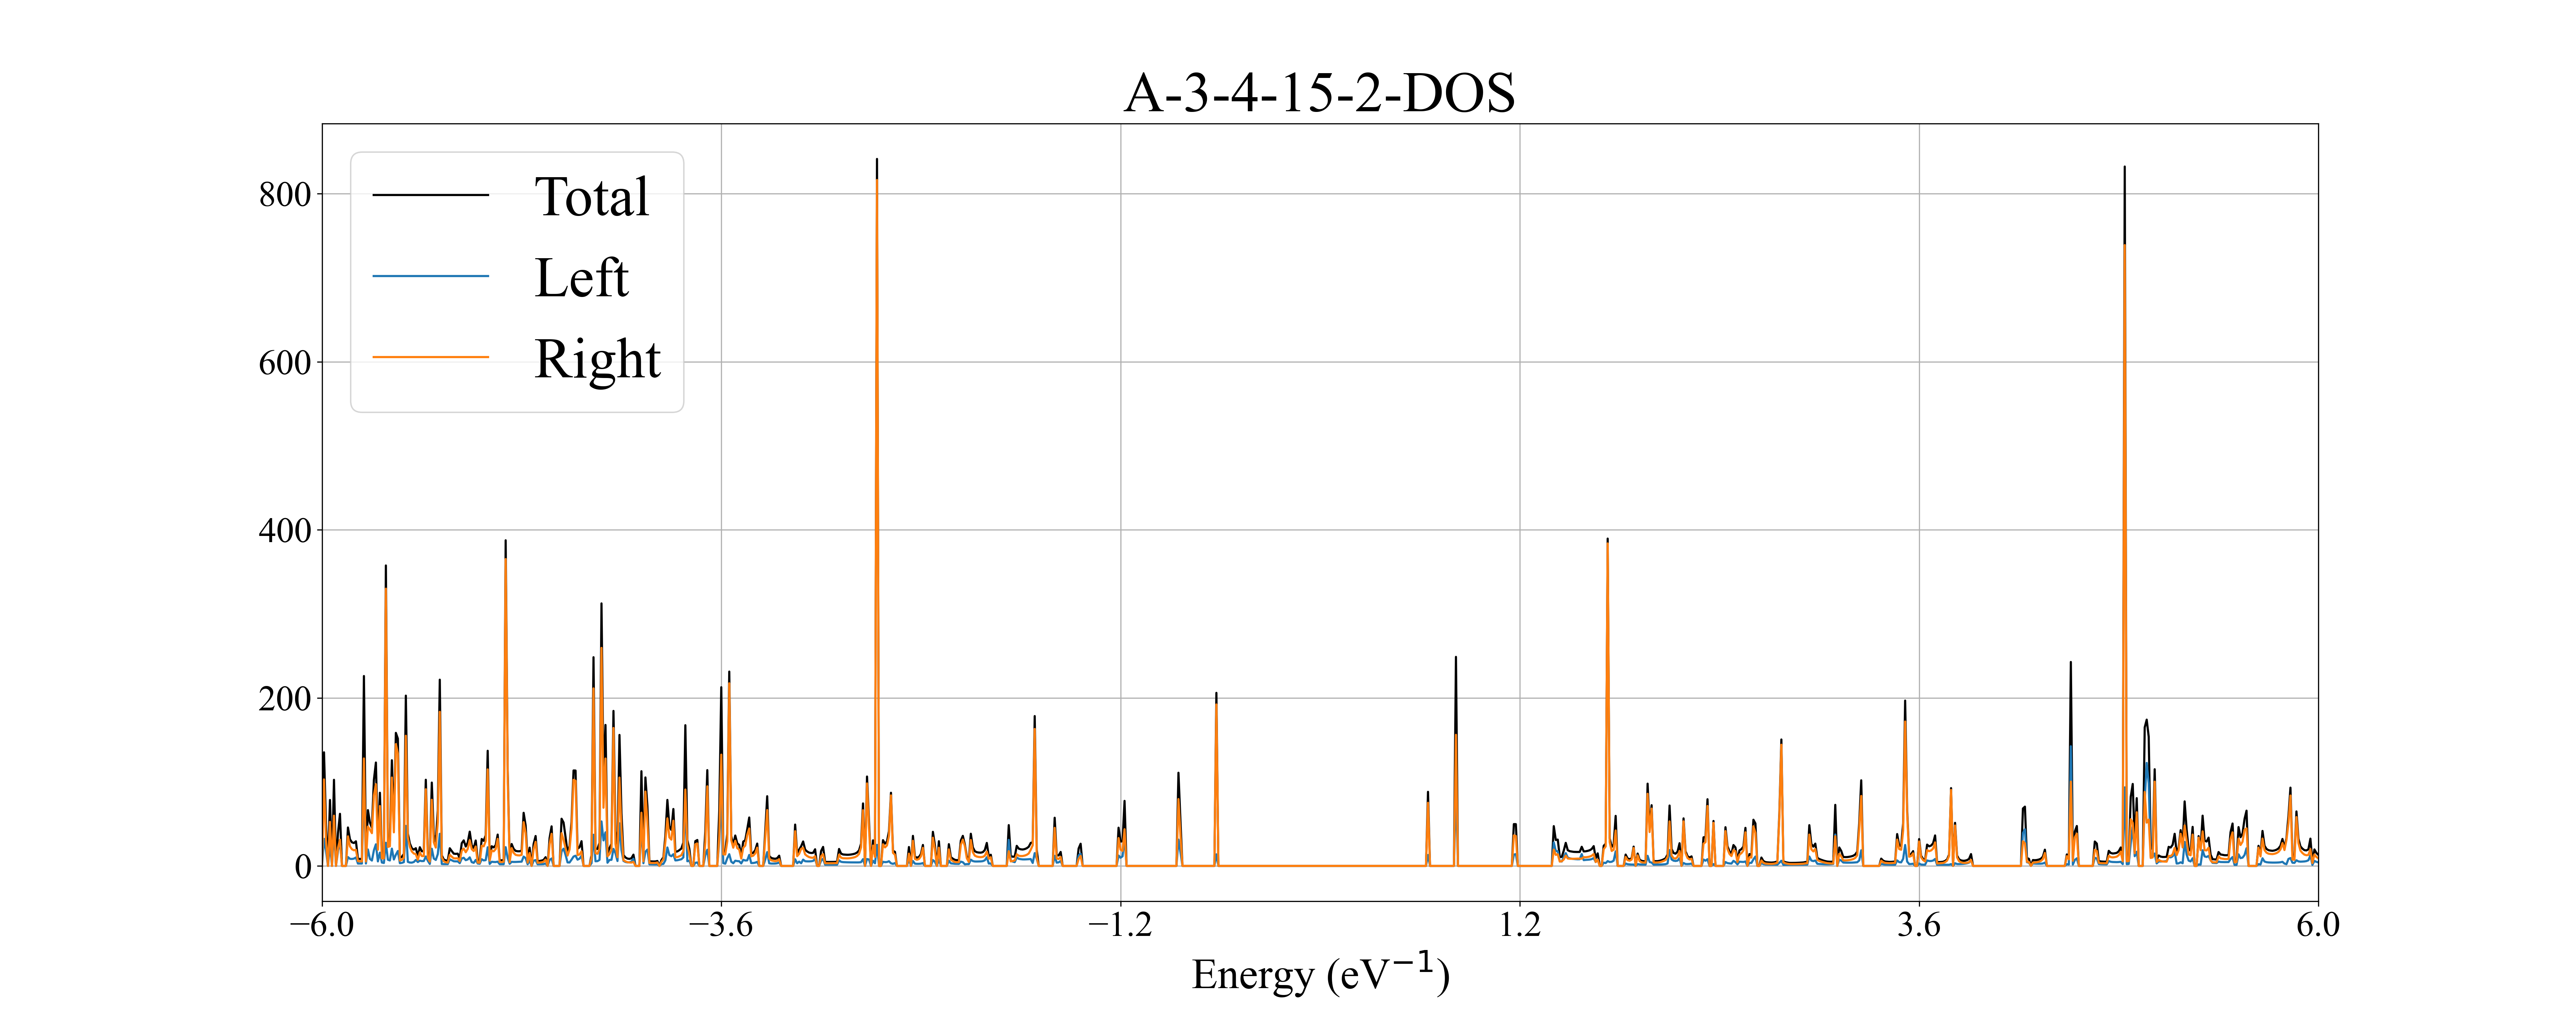 A-3-4-15-2-DOS
Total
Left
Right
800
600
400
200
0
−6.0 −3.6 −1.2 1.2 3.6 6.0
Energy (eV⁻¹)